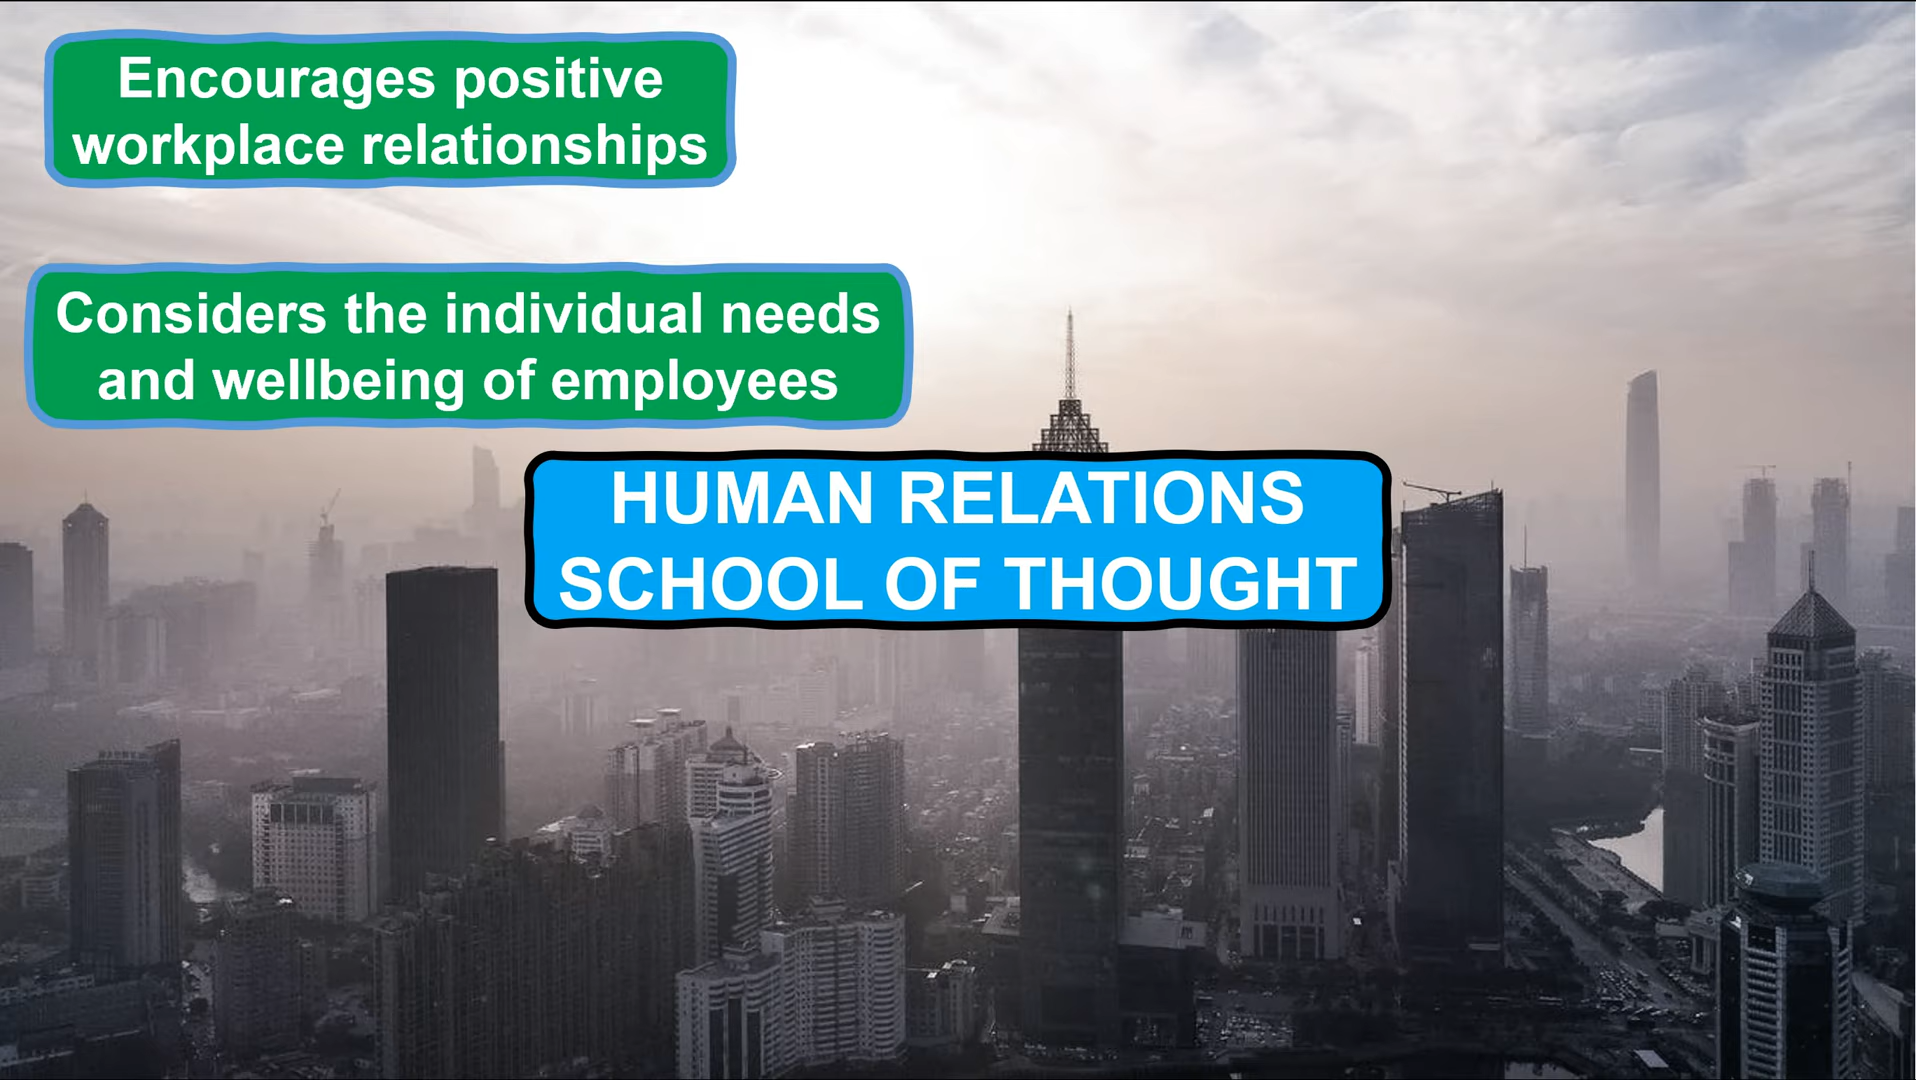 Encourages positive
workplace relationships
Considers the individual needs
and wellbeing of employees
HUMAN RELATIONS
SCHOOL OF THOUGHT